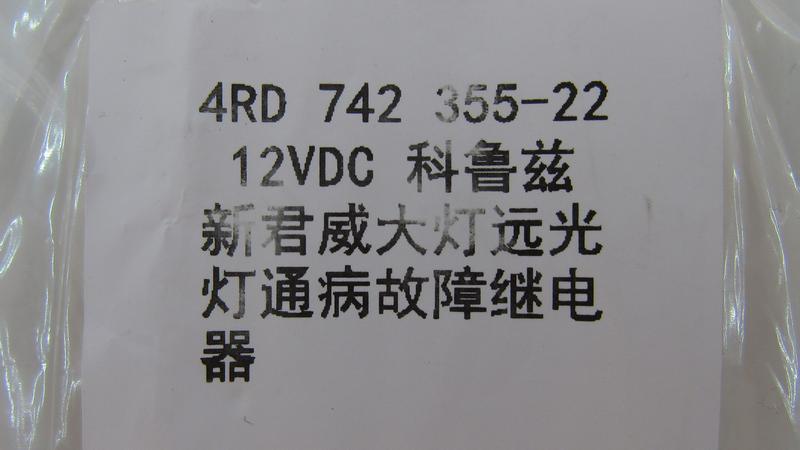 4RD 742 355-22
12VDC 科鲁兹
新君威大灯远光
灯通病故障继电
器